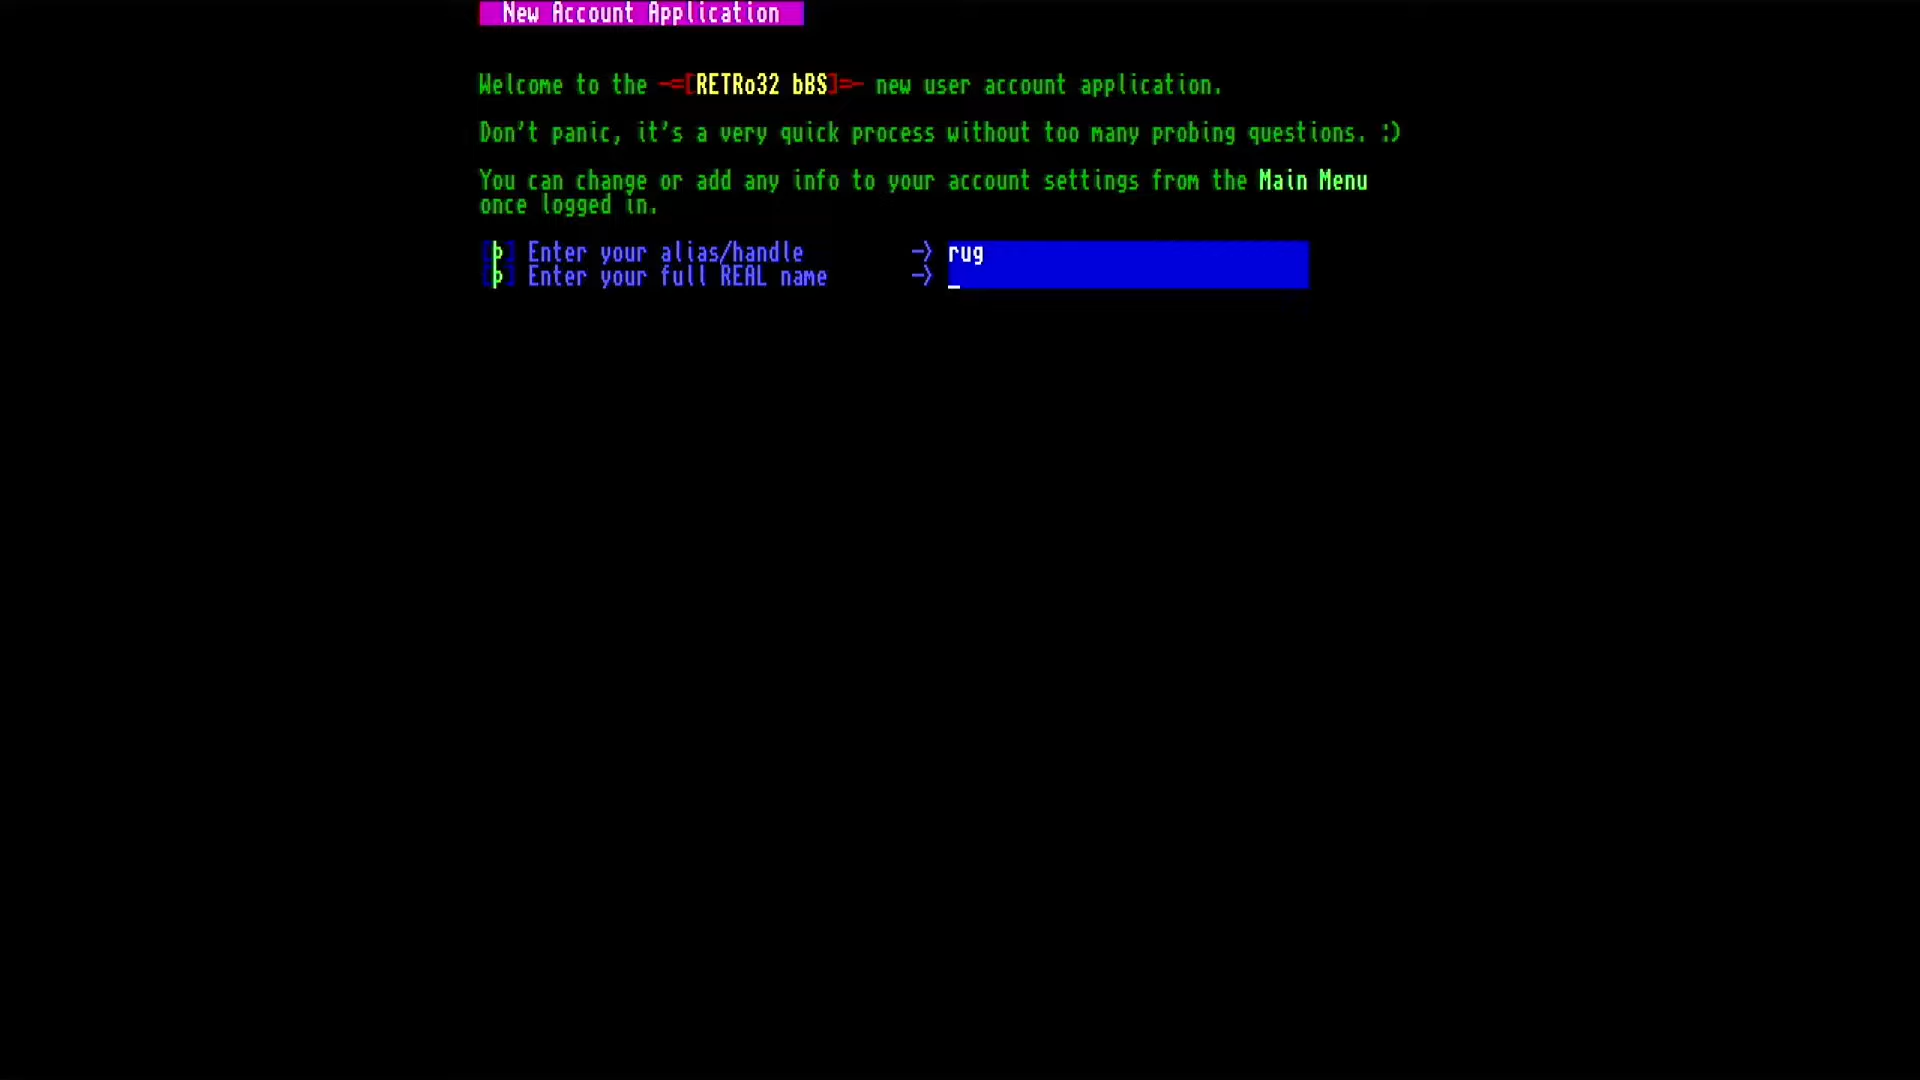 New Account Application
Welcome to the -=[RETRo32 bBS]=- new user account application.
Don't panic, it's a very quick process without too many probing questions. :)
You can change or add any info to your account settings from the Main Menu
once logged in.
[þ] Enter your alias/handle -> rug
[þ] Enter your full REAL name -> _